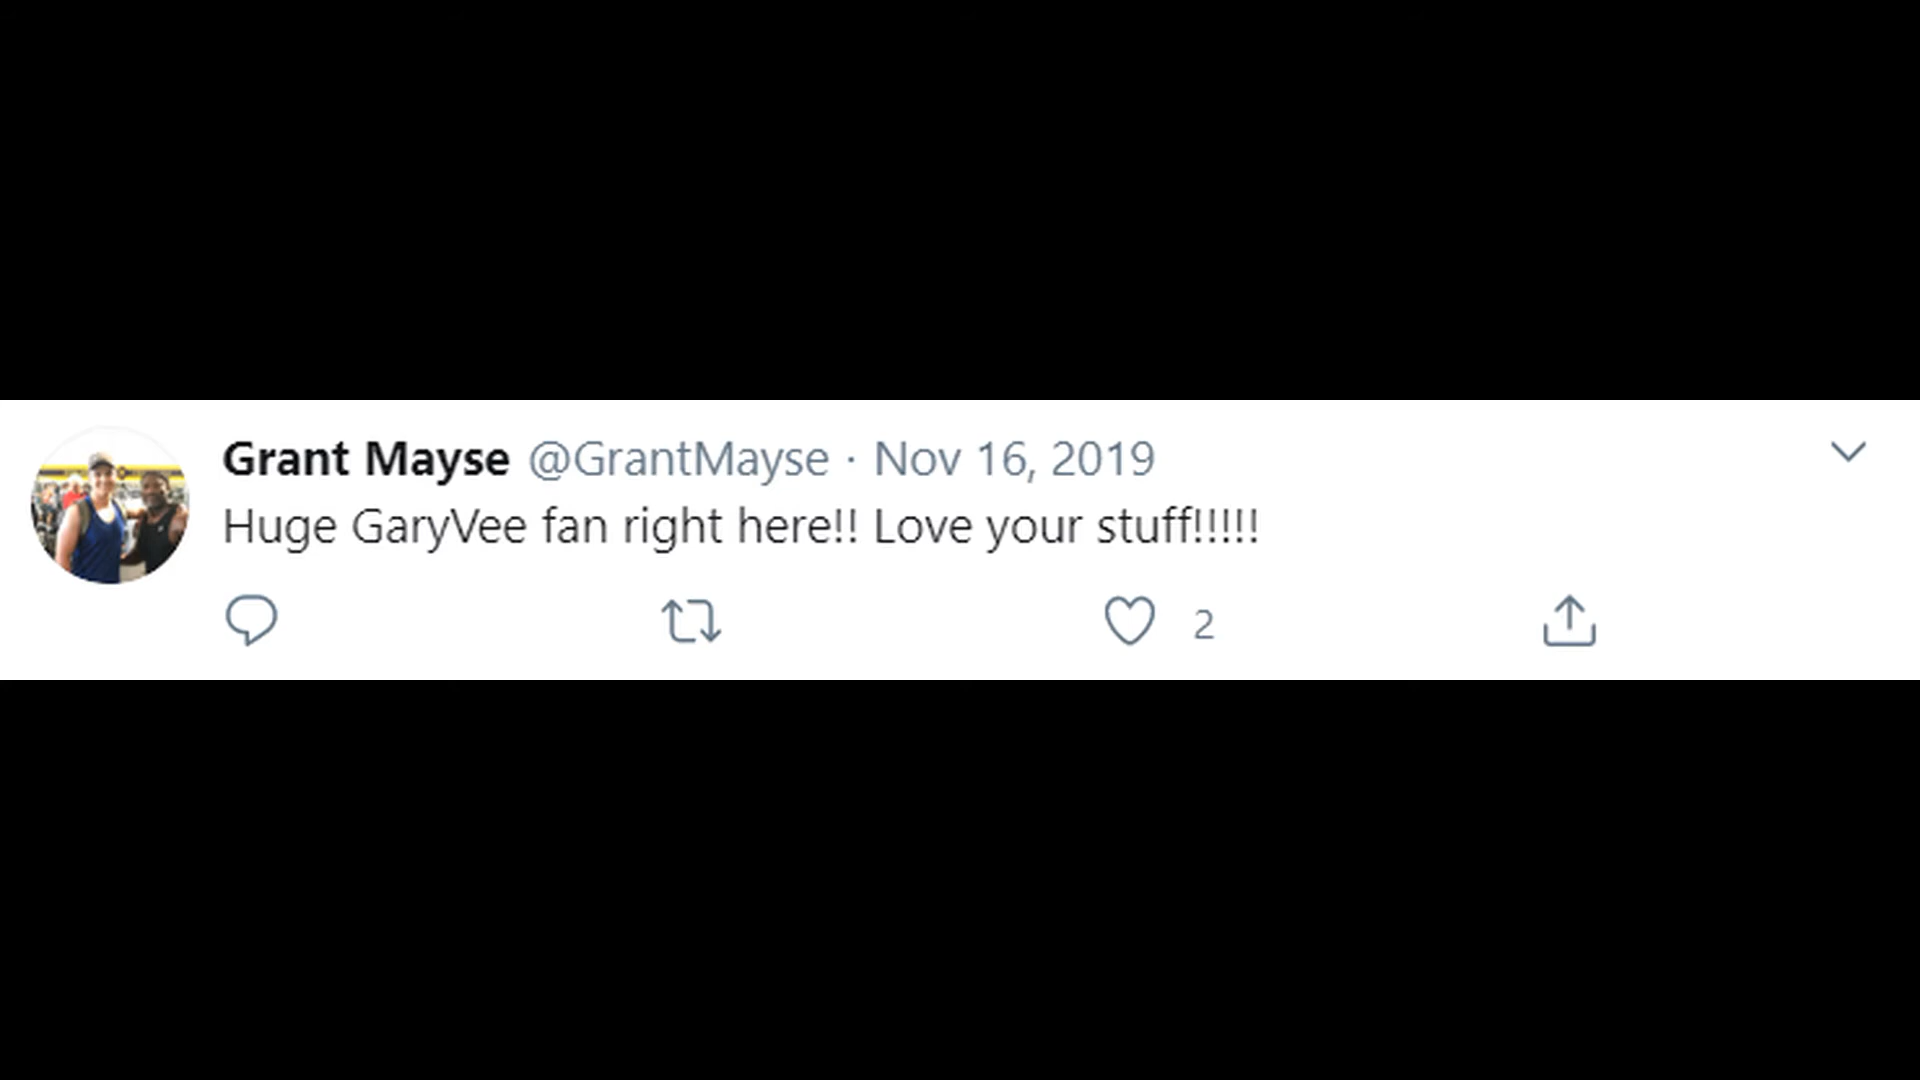 Grant Mayse @GrantMayse · Nov 16, 2019
Huge GaryVee fan right here!! Love your stuff!!!!!
2